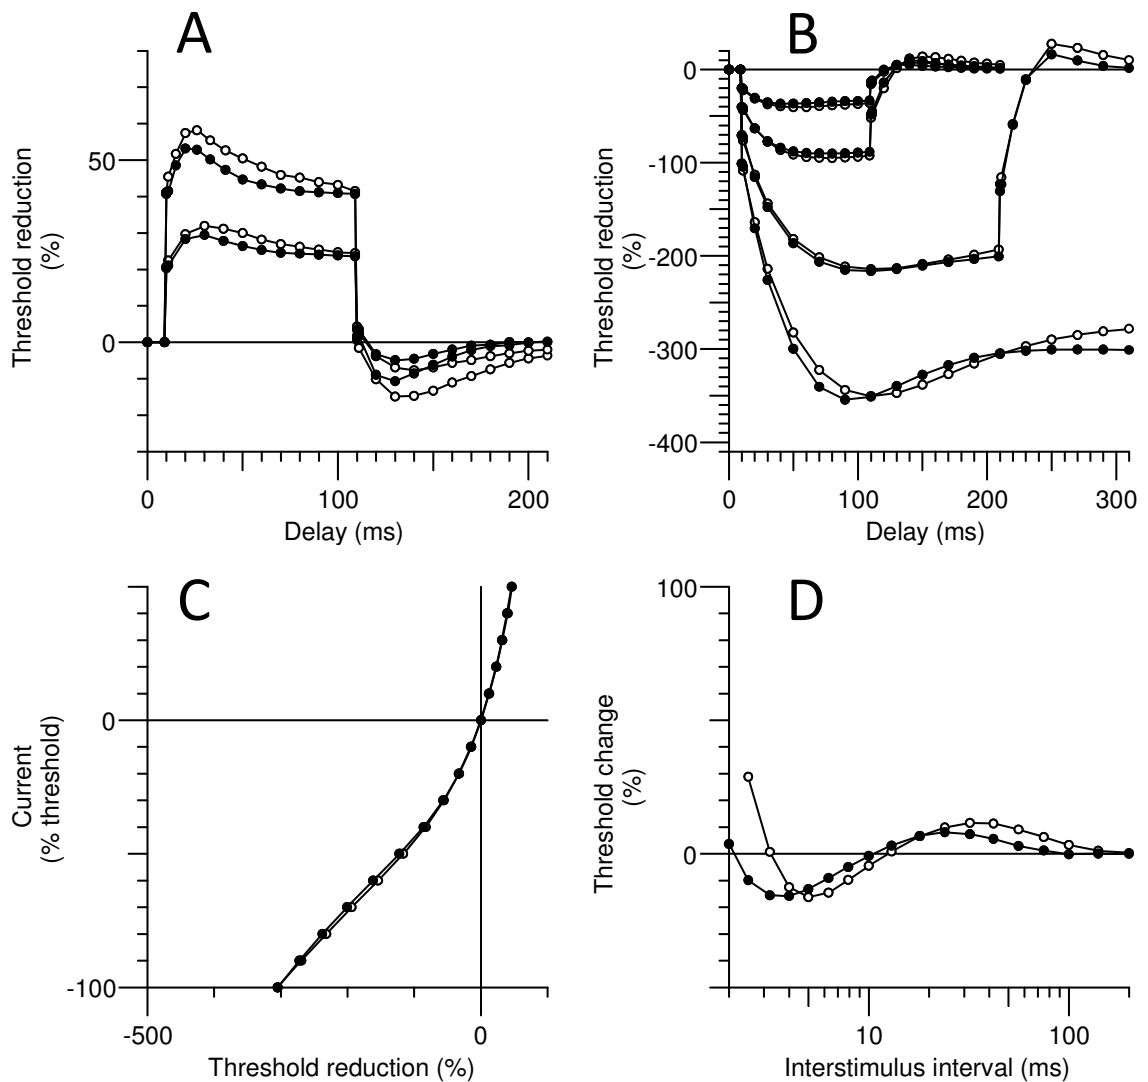 A
Threshold reduction
(%)
50
0
0
100
200
Delay (ms)
B
Threshold reduction
(%)
0
-100
-200
-300
-400
0
100
200
300
Delay (ms)
C
Current
(% threshold)
0
-100
-500
0
Threshold reduction (%)
D
Threshold change
(%)
100
0
10
100
Interstimulus interval (ms)